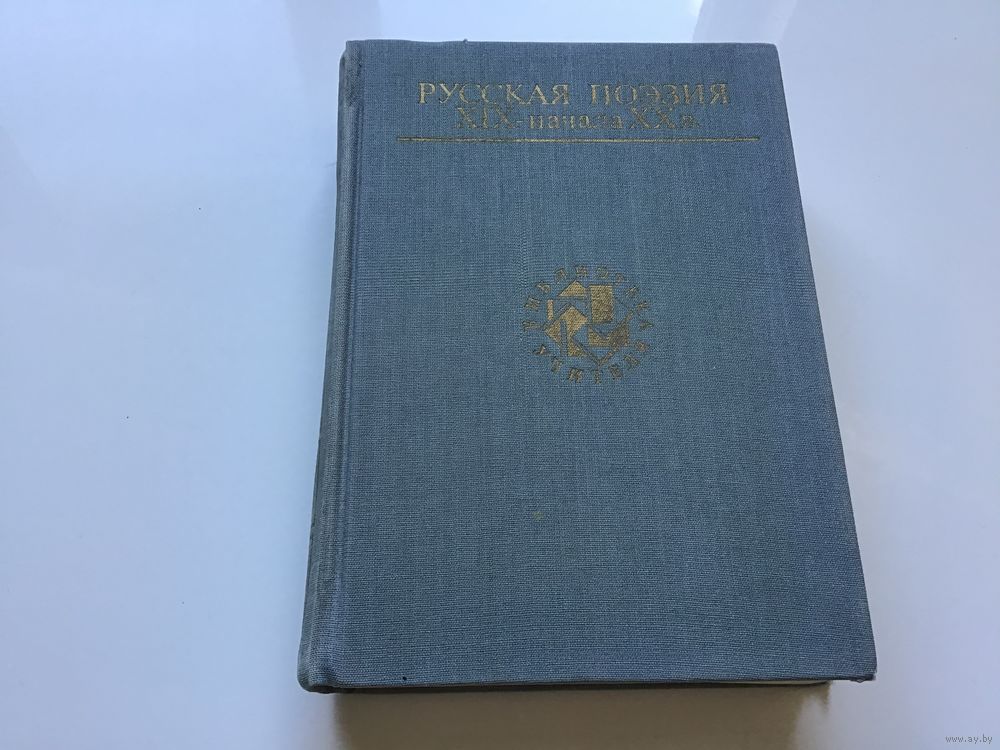 РУССКАЯ ПОЭЗИЯ
XIX-начала XX в.
БИБЛИОТЕКА
УЧИТЕЛЯ
www.ay.by